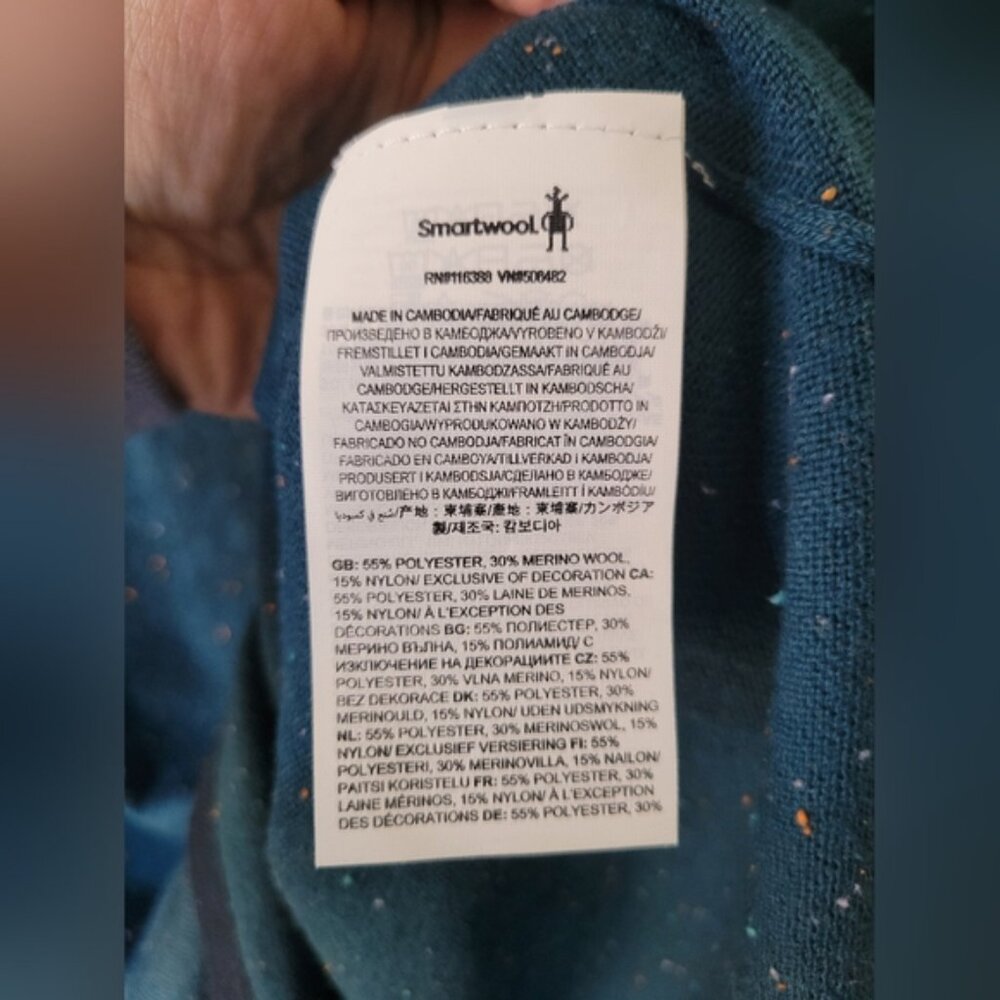 Smartwool
RN#116388 VN#506482
MADE IN CAMBODIA/FABRIQUÉ AU CAMBODGE/
ПРОИЗВЕДЕНО В КАМБОДЖА/VYROBENO V KAMBODŽI/
FREMSTILLET I CAMBODIA/GEMAAKT IN CAMBODJA/
VALMISTETTU KAMBODZASSA/FABRIQUÉ AU
CAMBODGE/HERGESTELLT IN KAMBODSCHA/
ΚΑΤΑΣΚΕΥΑΖΕΤΑΙ ΣΤΗΝ ΚΑΜΠΟΤΖΗ/PRODOTTO IN
CAMBOGIA/WYPRODUKOWANO W KAMBODŻY/
FABRICADO NO CAMBODJA/FABRICAT ÎN CAMBODGIA/
FABRICADO EN CAMBOYA/TILLVERKAD I KAMBODJA/
PRODUSERT I KAMBODSJA/СДЕЛАНО В КАМБОДЖЕ/
ВИГОТОВЛЕНО В КАМБОДЖІ/FRAMLEITT Í KAMBÓDÍU/
صُنع في كمبوديا/产地：柬埔寨/產地：柬埔寨/カンボジア
製/제조국: 캄보디아
GB: 55% POLYESTER, 30% MERINO WOOL,
15% NYLON/ EXCLUSIVE OF DECORATION CA:
55% POLYESTER, 30% LAINE DE MERINOS,
15% NYLON/ À L'EXCEPTION DES
DÉCORATIONS BG: 55% ПОЛИЕСТЕР, 30%
МЕРИНО ВЪЛНА, 15% ПОЛИАМИД/ С
ИЗКЛЮЧЕНИЕ НА ДЕКОРАЦИИТЕ CZ: 55%
POLYESTER, 30% VLNA MERINO, 15% NYLON/
BEZ DEKORACE DK: 55% POLYESTER, 30%
MERINOULD, 15% NYLON/ UDEN UDSMYKNING
NL: 55% POLYESTER, 30% MERINOSWOL, 15%
NYLON/ EXCLUSIEF VERSIERING FI: 55%
POLYESTERI, 30% MERINOVILLA, 15% NAILON/
PAITSI KORISTELU FR: 55% POLYESTER, 30%
LAINE MÉRINOS, 15% NYLON/ À L'EXCEPTION
DES DÉCORATIONS DE: 55% POLYESTER, 30%